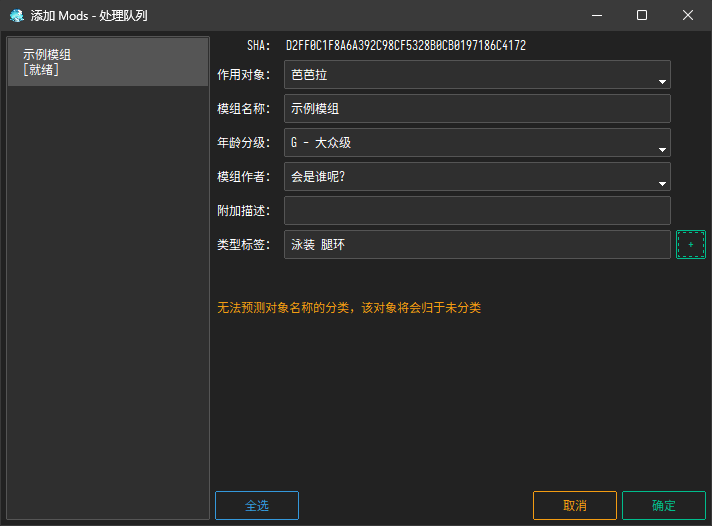 添加 Mods - 处理队列
示例模组
[就绪]
SHA: D2FF0C1F8A6A392C98CF5328B0CB0197186C4172
作用对象: 芭芭拉
模组名称: 示例模组
年龄分级: G - 大众级
模组作者: 会是谁呢?
附加描述:
类型标签: 泳装 腿环 +
无法预测对象名称的分类, 该对象将会归于未分类
全选 取消 确定